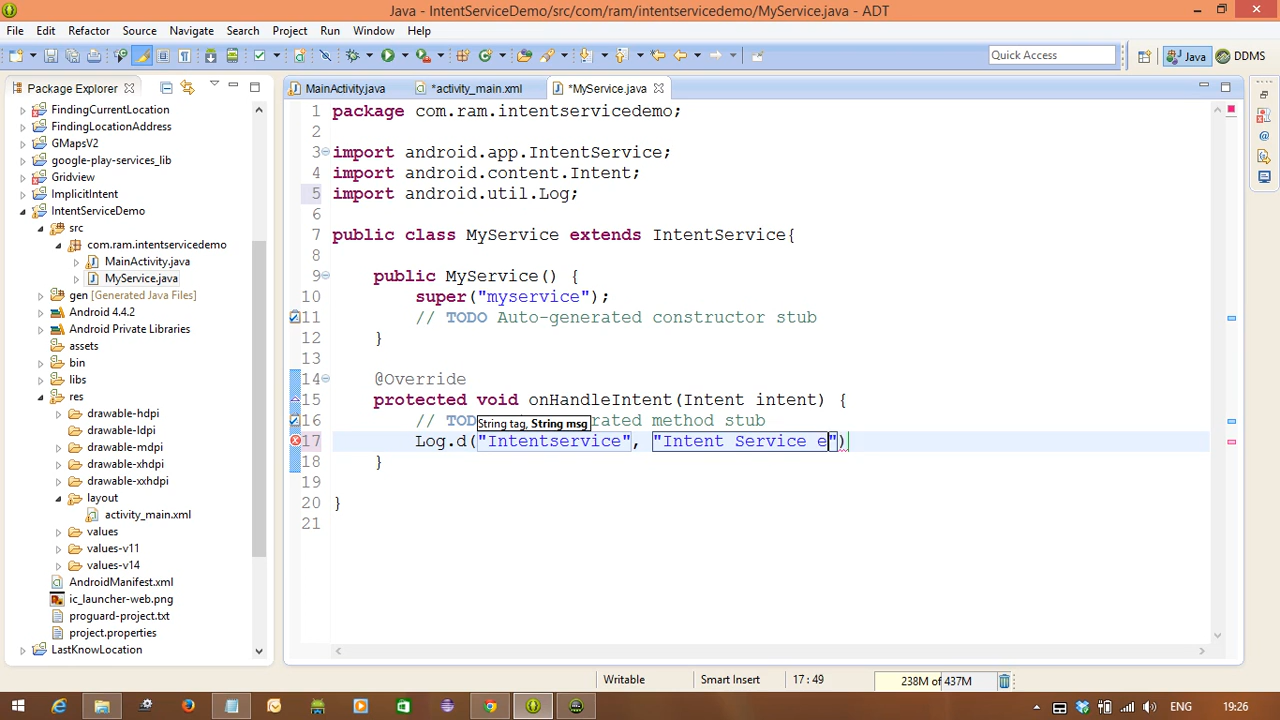 Java - IntentServiceDemo/src/com/ram/intentservicedemo/MyService.java - ADT
File Edit Refactor Source Navigate Search Project Run Window Help
Quick Access
Java
DDMS
Package Explorer
FindingCurrentLocation
FindingLocationAddress
GMapsV2
google-play-services_lib
Gridview
ImplicitIntent
IntentServiceDemo
src
com.ram.intentservicedemo
MainActivity.java
MyService.java
gen [Generated Java Files]
Android 4.4.2
Android Private Libraries
assets
bin
libs
res
drawable-hdpi
drawable-ldpi
drawable-mdpi
drawable-xhdpi
drawable-xxhdpi
layout
activity_main.xml
values
values-v11
values-v14
AndroidManifest.xml
ic_launcher-web.png
proguard-project.txt
project.properties
LastKnowLocation
MainActivity.java *activity_main.xml *MyService.java
1 package com.ram.intentservicedemo;
2
3 import android.app.IntentService;
4 import android.content.Intent;
5 import android.util.Log;
6
7 public class MyService extends IntentService{
8
9 public MyService() {
10 super("myservice");
11 // TODO Auto-generated constructor stub
12 }
13
14 @Override
15 protected void onHandleIntent(Intent intent) {
16 // TOD rated method stub
String tag, String msg
17 Log.d("Intentservice", "Intent Service e")
18 }
19
20 }
21
Writable Smart Insert 17 : 49 238M of 437M
ENG 19:26